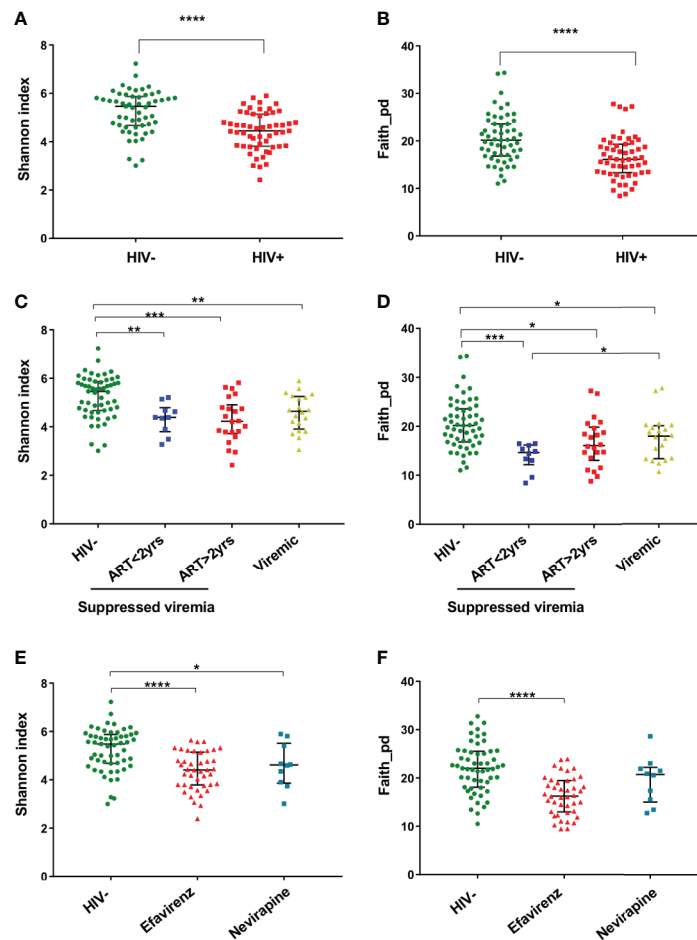 A
****
Shannon index
8
6
4
2
0
HIV-
HIV+
B
****
Faith_pd
40
30
20
10
0
HIV-
HIV+
C
**
***
**
Shannon index
8
6
4
2
0
HIV-
ART<2yrs
ART>2yrs
Viremic
Suppressed viremia
D
*
*
***
*
Faith_pd
40
30
20
10
0
HIV-
ART<2yrs
ART>2yrs
Viremic
Suppressed viremia
E
*
****
Shannon index
8
6
4
2
0
HIV-
Efavirenz
Nevirapine
F
****
Faith_pd
40
30
20
10
0
HIV-
Efavirenz
Nevirapine